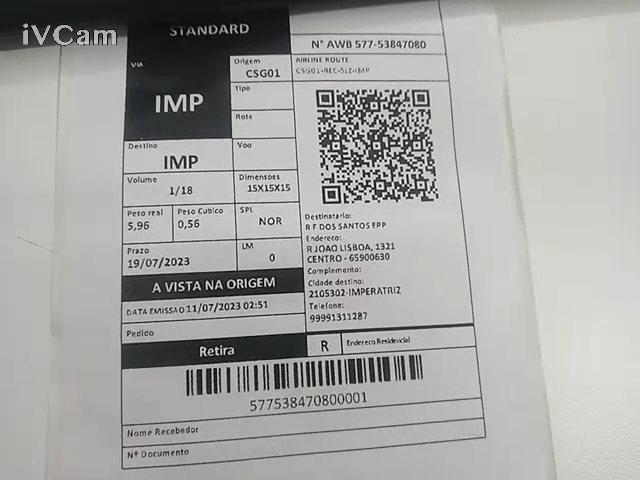 iVCam
STANDARD
N° AWB 577-53847080
VIA
IMP
Origem
CSG01
AIRLINE ROUTE
CSG01-REC-SLZ-IMP
Tipo
Rota
Destino
IMP
Voo
Volume
1/18
Dimensoes
15X15X15
Peso real
5,96
Peso Cubico
0,56
SPL
NOR
Prazo
19/07/2023
LM
0
A VISTA NA ORIGEM
DATA EMISSAO 11/07/2023 02:51
Pedido
Destinatario:
R F DOS SANTOS EPP
Endereco:
R JOAO LISBOA, 1321
CENTRO - 65900630
Complemento:
Cidade destino:
2105302-IMPERATRIZ
Telefone:
99991311287
Retira
R
Endereco Residencial
577538470800001
Nome Recebedor
Nº Documento